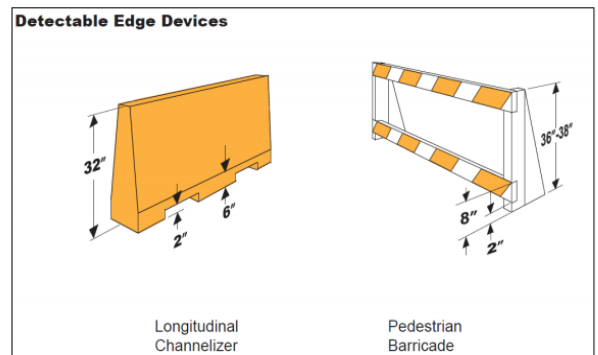 Detectable Edge Devices
32"
2"
6"
36"-38"
8"
2"
Longitudinal
Channelizer
Pedestrian
Barricade